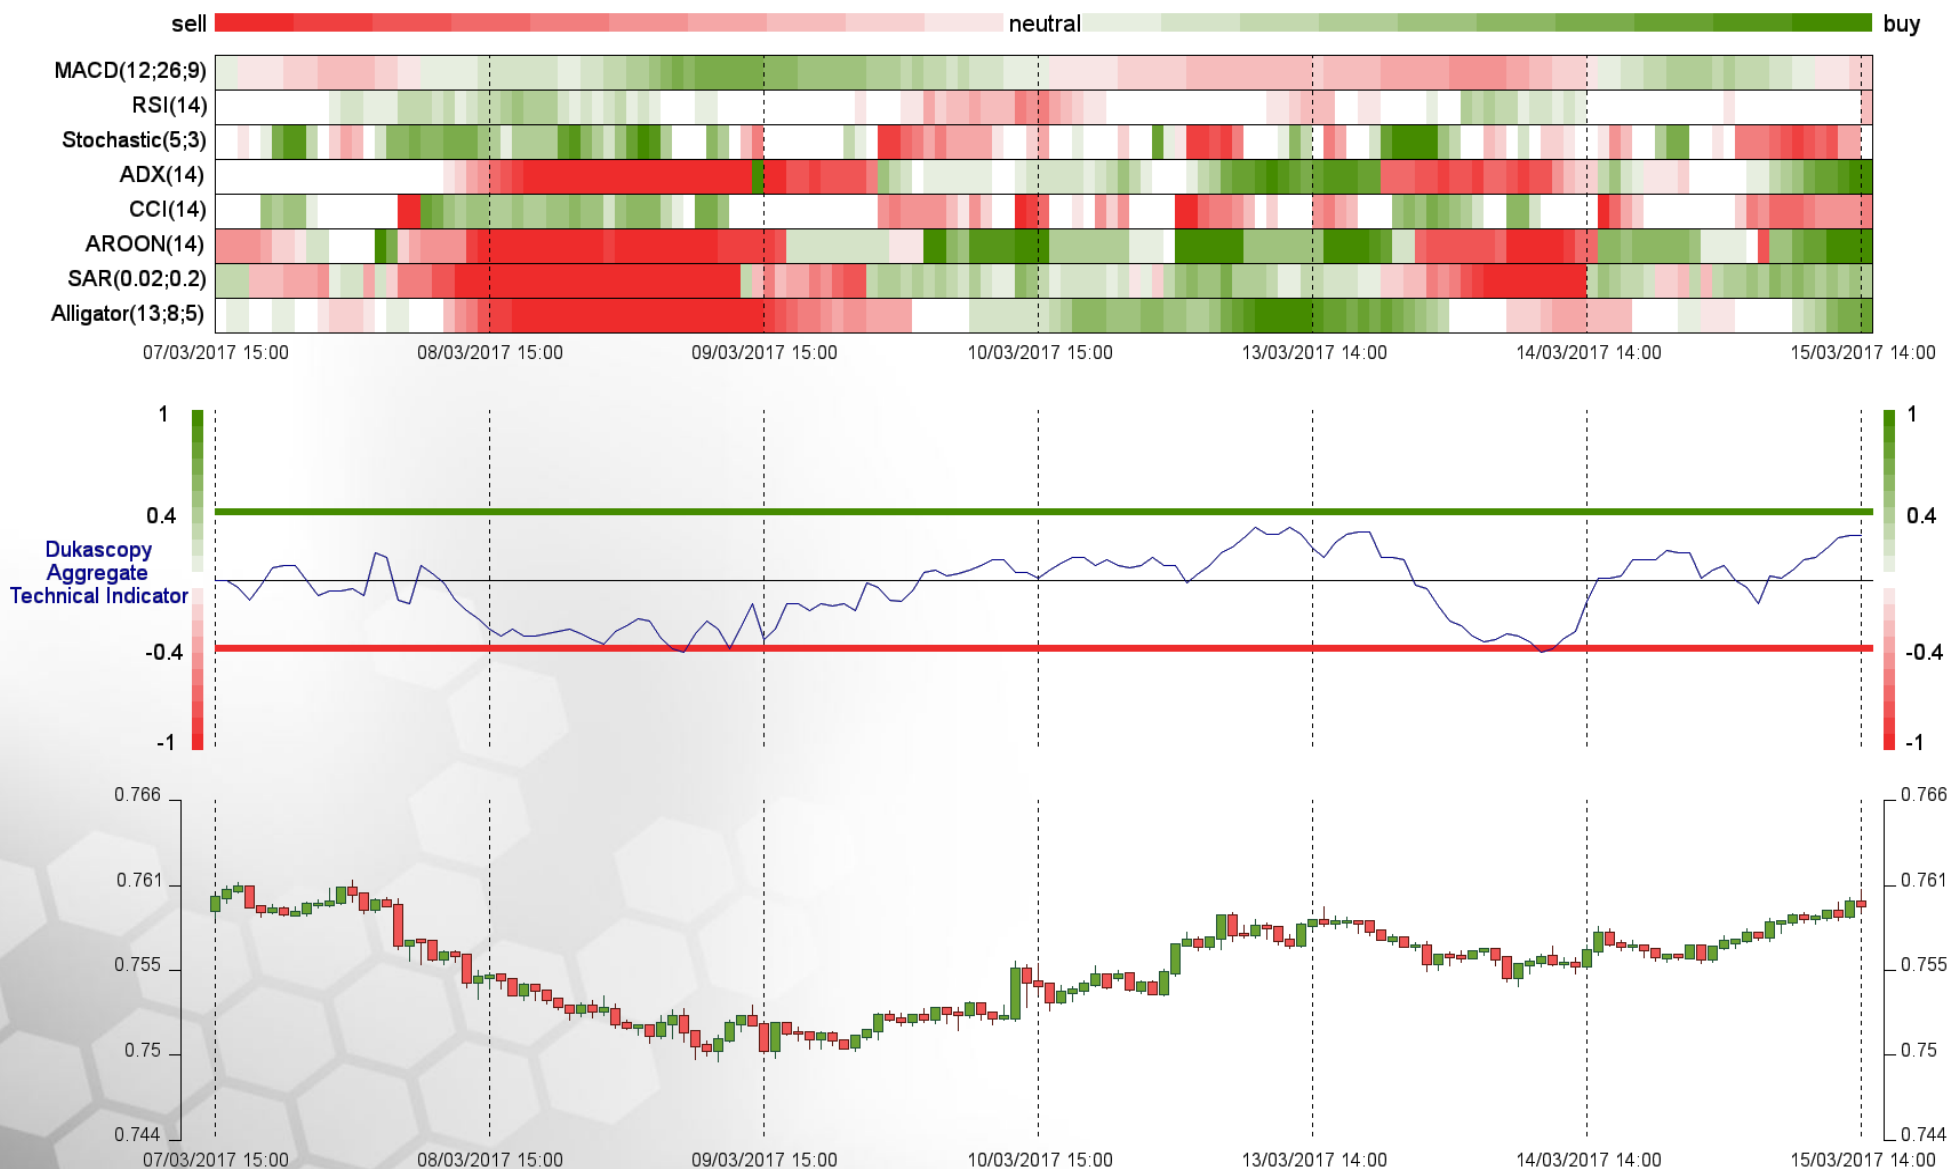 sell neutral buy
MACD(12;26;9)
RSI(14)
Stochastic(5;3)
ADX(14)
CCI(14)
AROON(14)
SAR(0.02;0.2)
Alligator(13;8;5)
07/03/2017 15:00 08/03/2017 15:00 09/03/2017 15:00 10/03/2017 15:00 13/03/2017 14:00 14/03/2017 14:00 15/03/2017 14:00
1 1
0.4 0.4
Dukascopy
Aggregate
Technical Indicator
-0.4 -0.4
-1 -1
0.766 0.766
0.761 0.761
0.755 0.755
0.75 0.75
0.744 0.744
07/03/2017 15:00 08/03/2017 15:00 09/03/2017 15:00 10/03/2017 15:00 13/03/2017 14:00 14/03/2017 14:00 15/03/2017 14:00